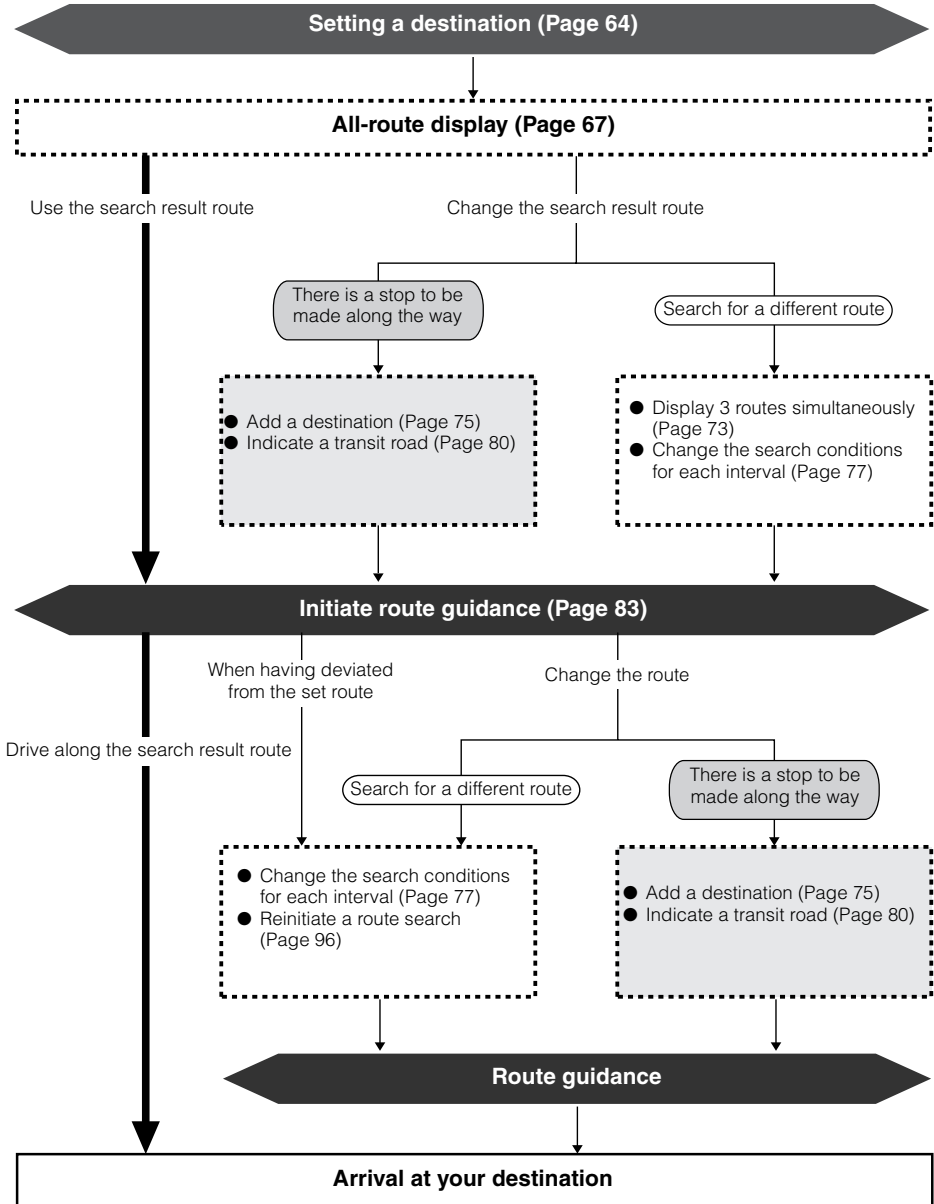 Setting a destination (Page 64)
All-route display (Page 67)
Use the search result route
Change the search result route
There is a stop to be
made along the way
Search for a different route
● Add a destination (Page 75)
● Indicate a transit road (Page 80)
● Display 3 routes simultaneously
(Page 73)
● Change the search conditions
for each interval (Page 77)
Initiate route guidance (Page 83)
When having deviated
from the set route
Change the route
Drive along the search result route
Search for a different route
There is a stop to be
made along the way
● Change the search conditions
for each interval (Page 77)
● Reinitiate a route search
(Page 96)
● Add a destination (Page 75)
● Indicate a transit road (Page 80)
Route guidance
Arrival at your destination